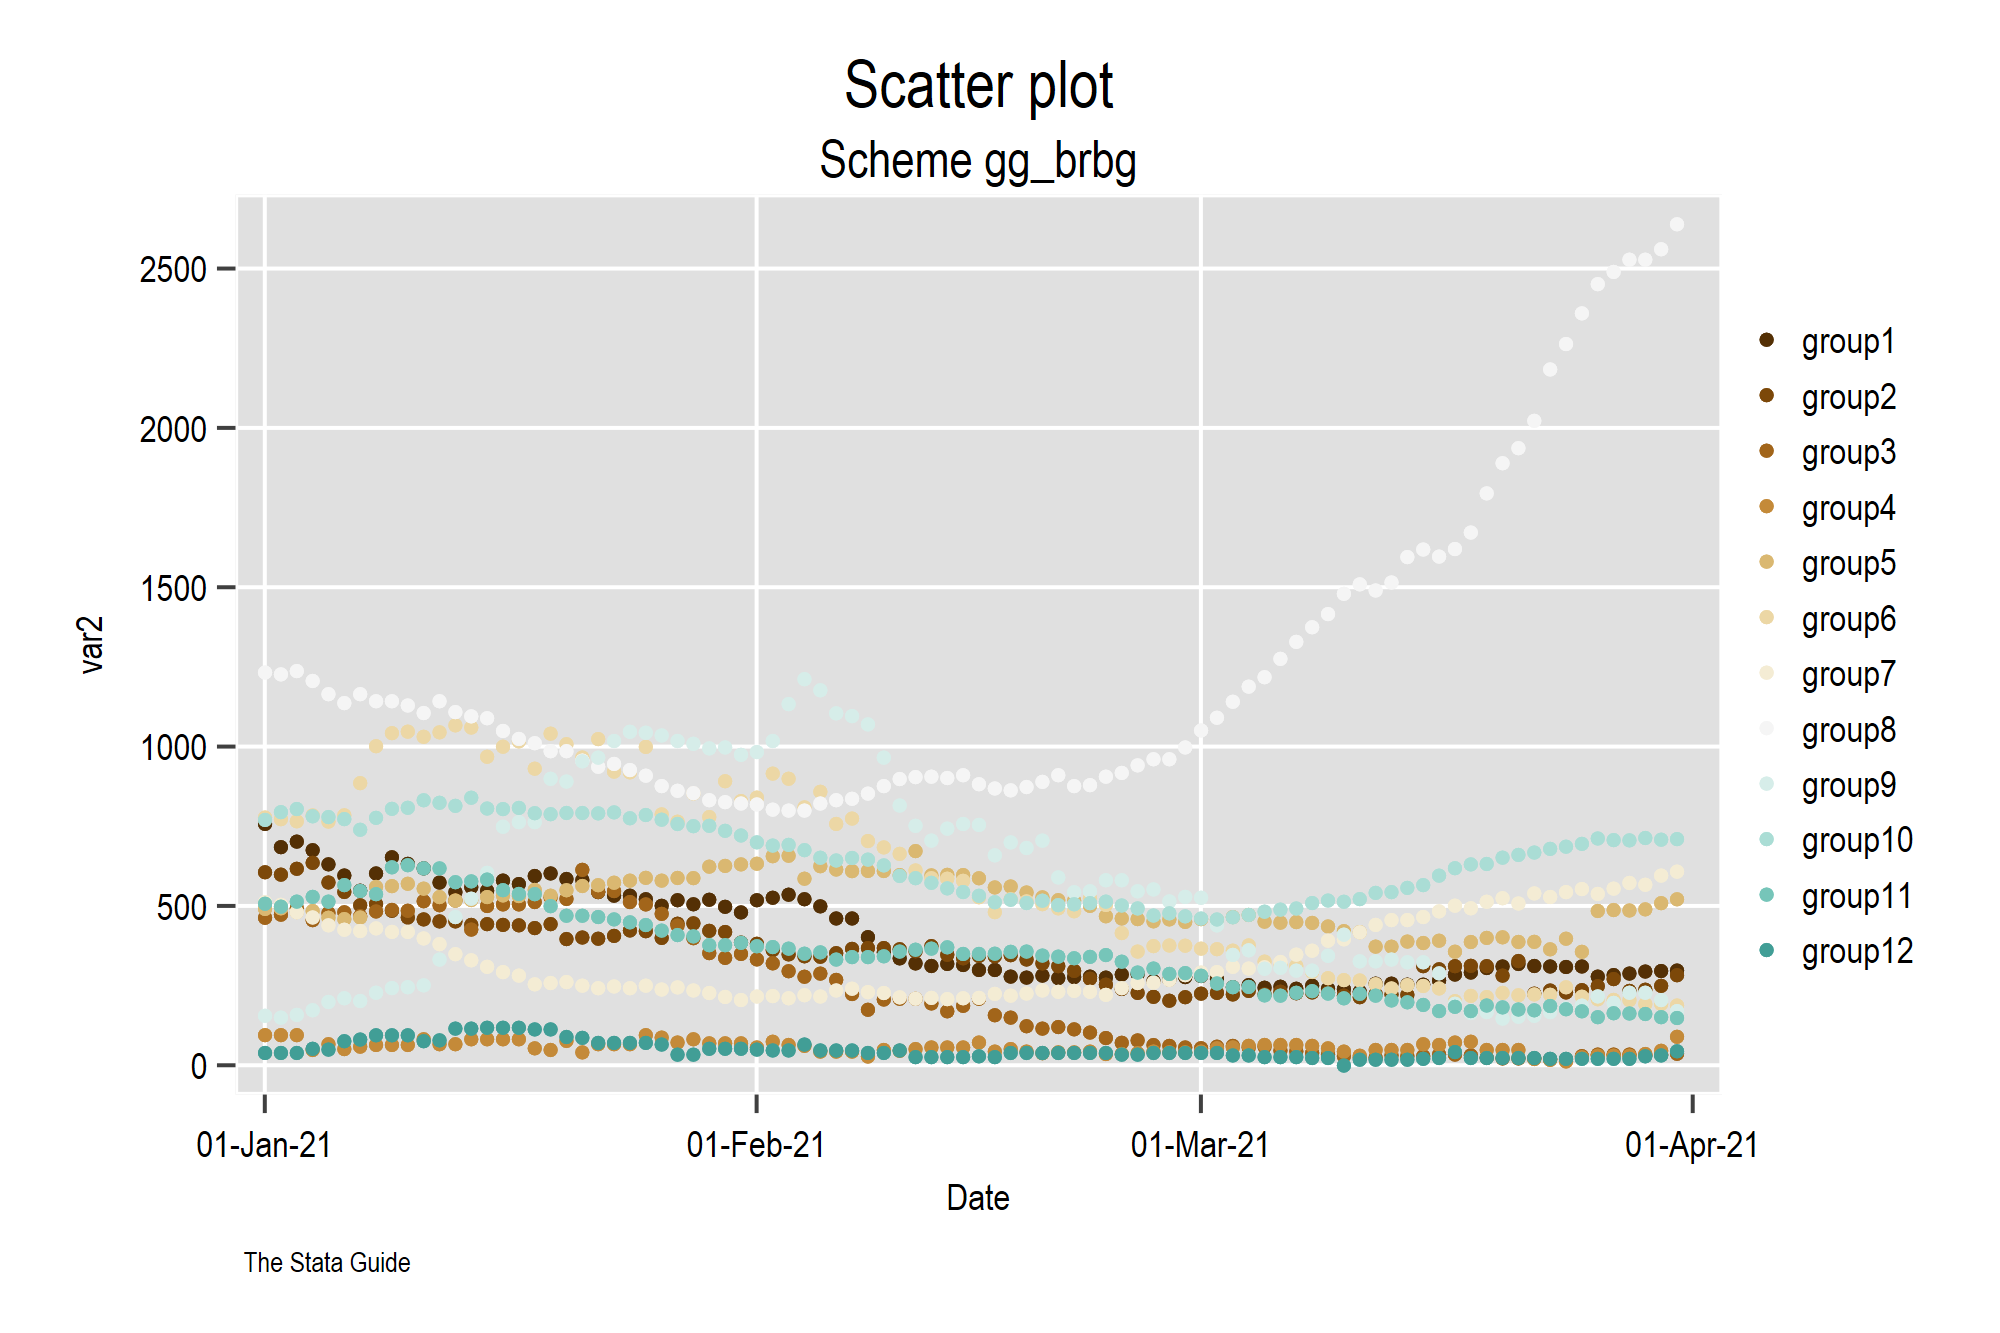 Scatter plot
Scheme gg_brbg
2500
2000
1500
1000
500
0
var2
01-Jan-21
01-Feb-21
01-Mar-21
01-Apr-21
Date
group1
group2
group3
group4
group5
group6
group7
group8
group9
group10
group11
group12
The Stata Guide